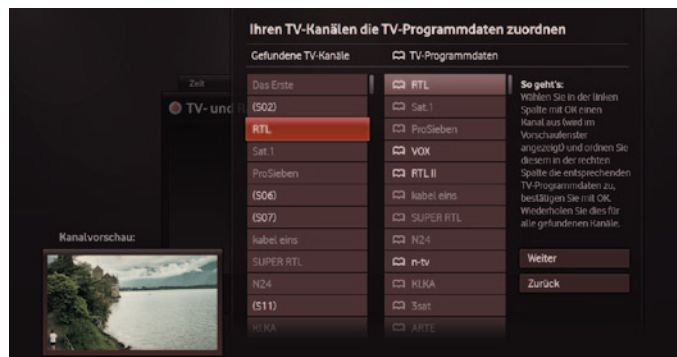 Ihren TV-Kanälen die TV-Programmdaten zuordnen
Gefundene TV-Kanäle
TV-Programmdaten
Zeit
TV- und R
Das Erste
(S02)
RTL
Sat.1
ProSieben
(S06)
(S07)
kabel eins
SUPER RTL
N24
(S11)
KI.KA
RTL
Sat.1
ProSieben
VOX
RTL II
kabel eins
SUPER RTL
N24
n-tv
KI.KA
3sat
ARTE
So geht's:
Wählen Sie in der linken
Spalte mit OK einen
Kanal aus (wird im
Vorschaufenster
angezeigt) und ordnen Sie
diesem in der rechten
Spalte die entsprechenden
TV-Programmdaten zu,
bestätigen Sie mit OK.
Wiederholen Sie dies für
alle gefundenen Kanäle.
Weiter
Zurück
Kanalvorschau: